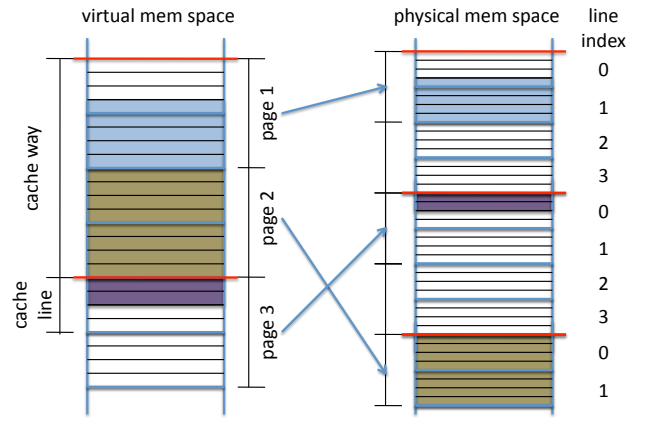 virtual mem space
physical mem space
line
index
cache way
cache
line
page 1
page 2
page 3
0
1
2
3
0
1
2
3
0
1